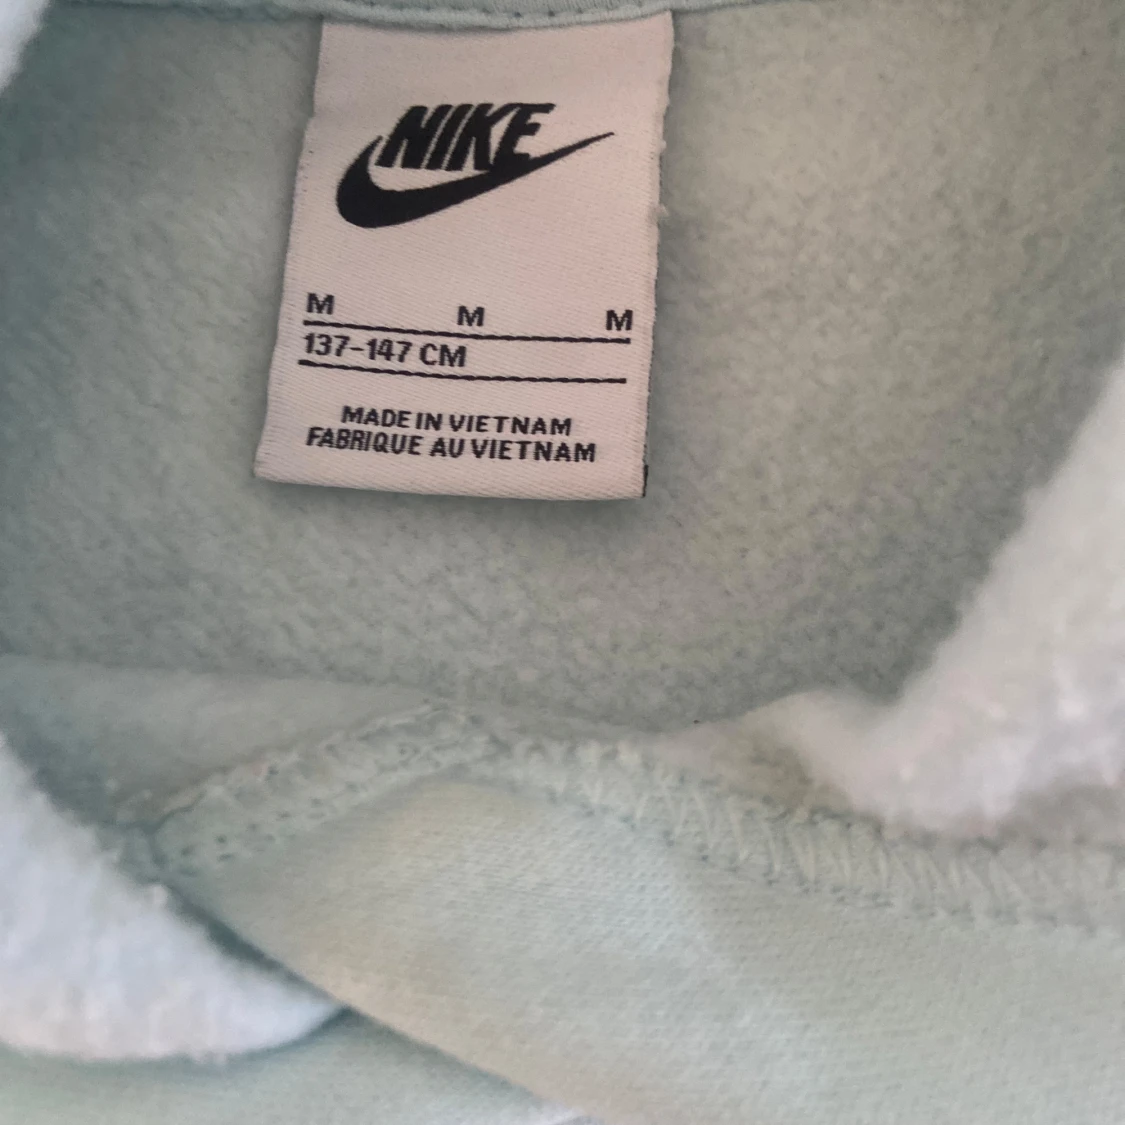 NIKE
M M M
137-147 CM
MADE IN VIETNAM
FABRIQUE AU VIETNAM